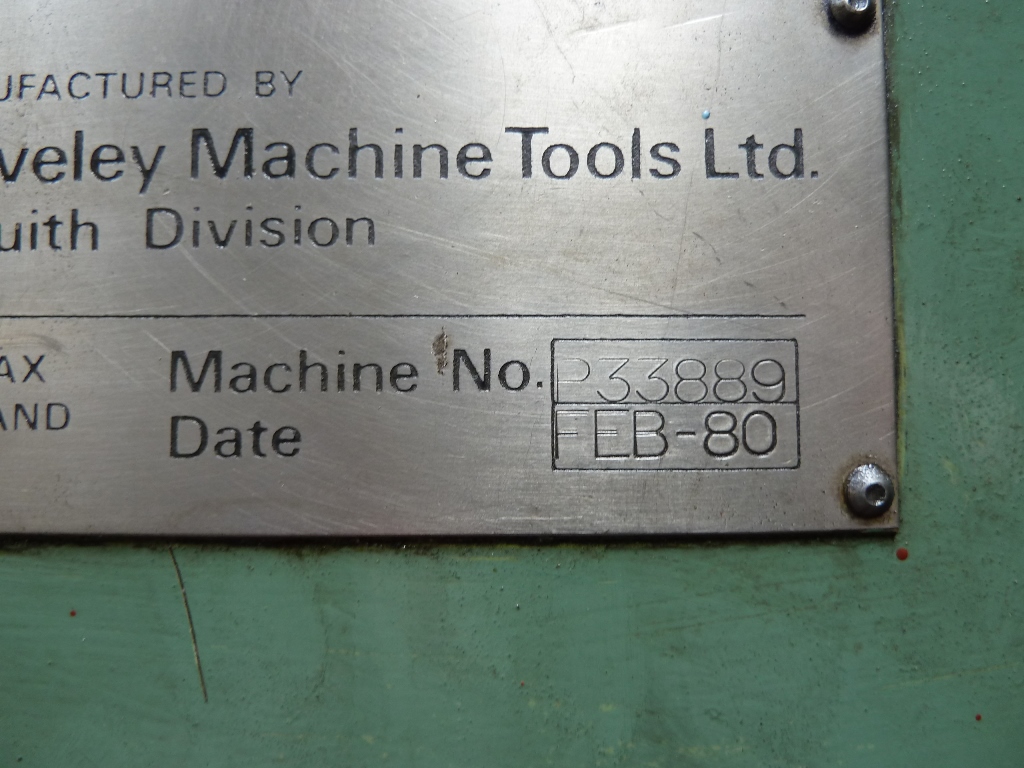 UFACTURED BY
veley Machine Tools Ltd.
uith Division
AX
AND
Machine No. P33889
Date FEB-80